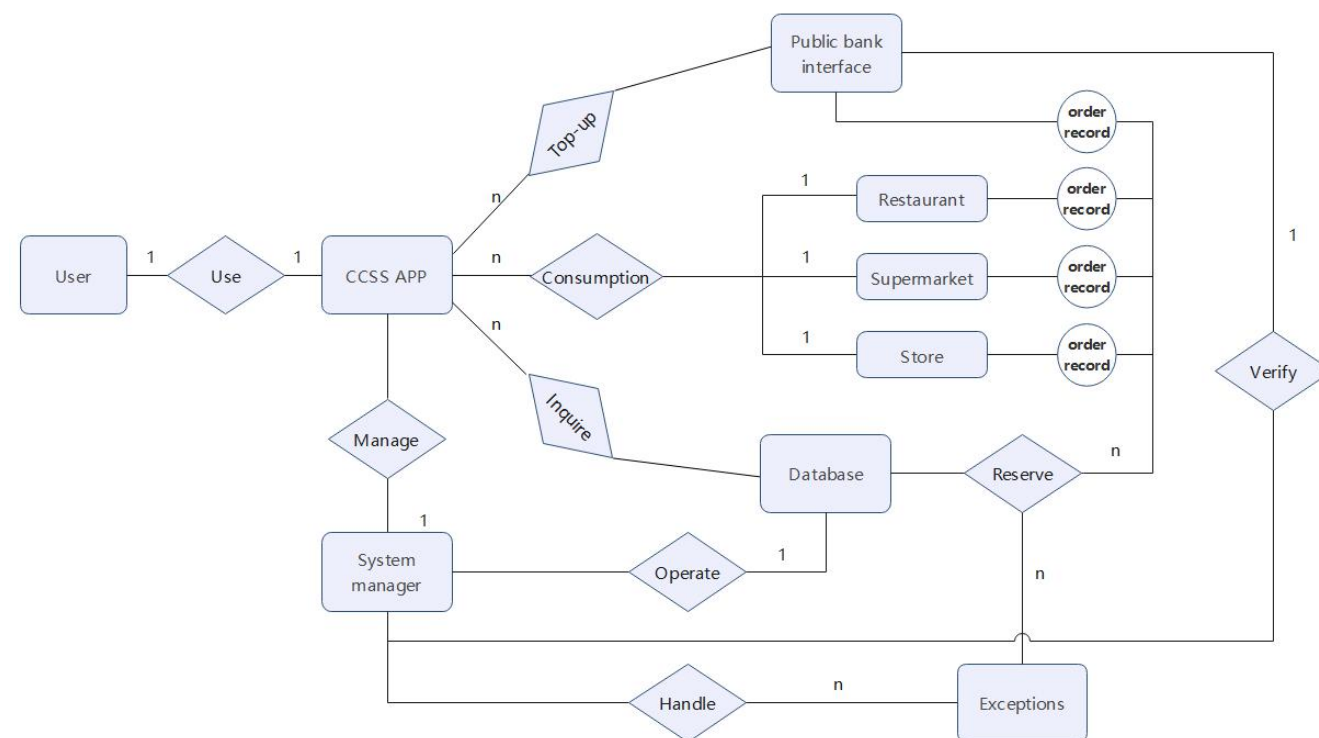 Public bank
interface
order
record
Top-up
n
1
Restaurant
order
record
User
1
Use
1
CCSS APP
n
Consumption
1
Supermarket
order
record
1
n
1
Store
order
record
Verify
Inquire
Manage
Database
Reserve
n
1
System
manager
Operate
1
n
Handle
n
Exceptions